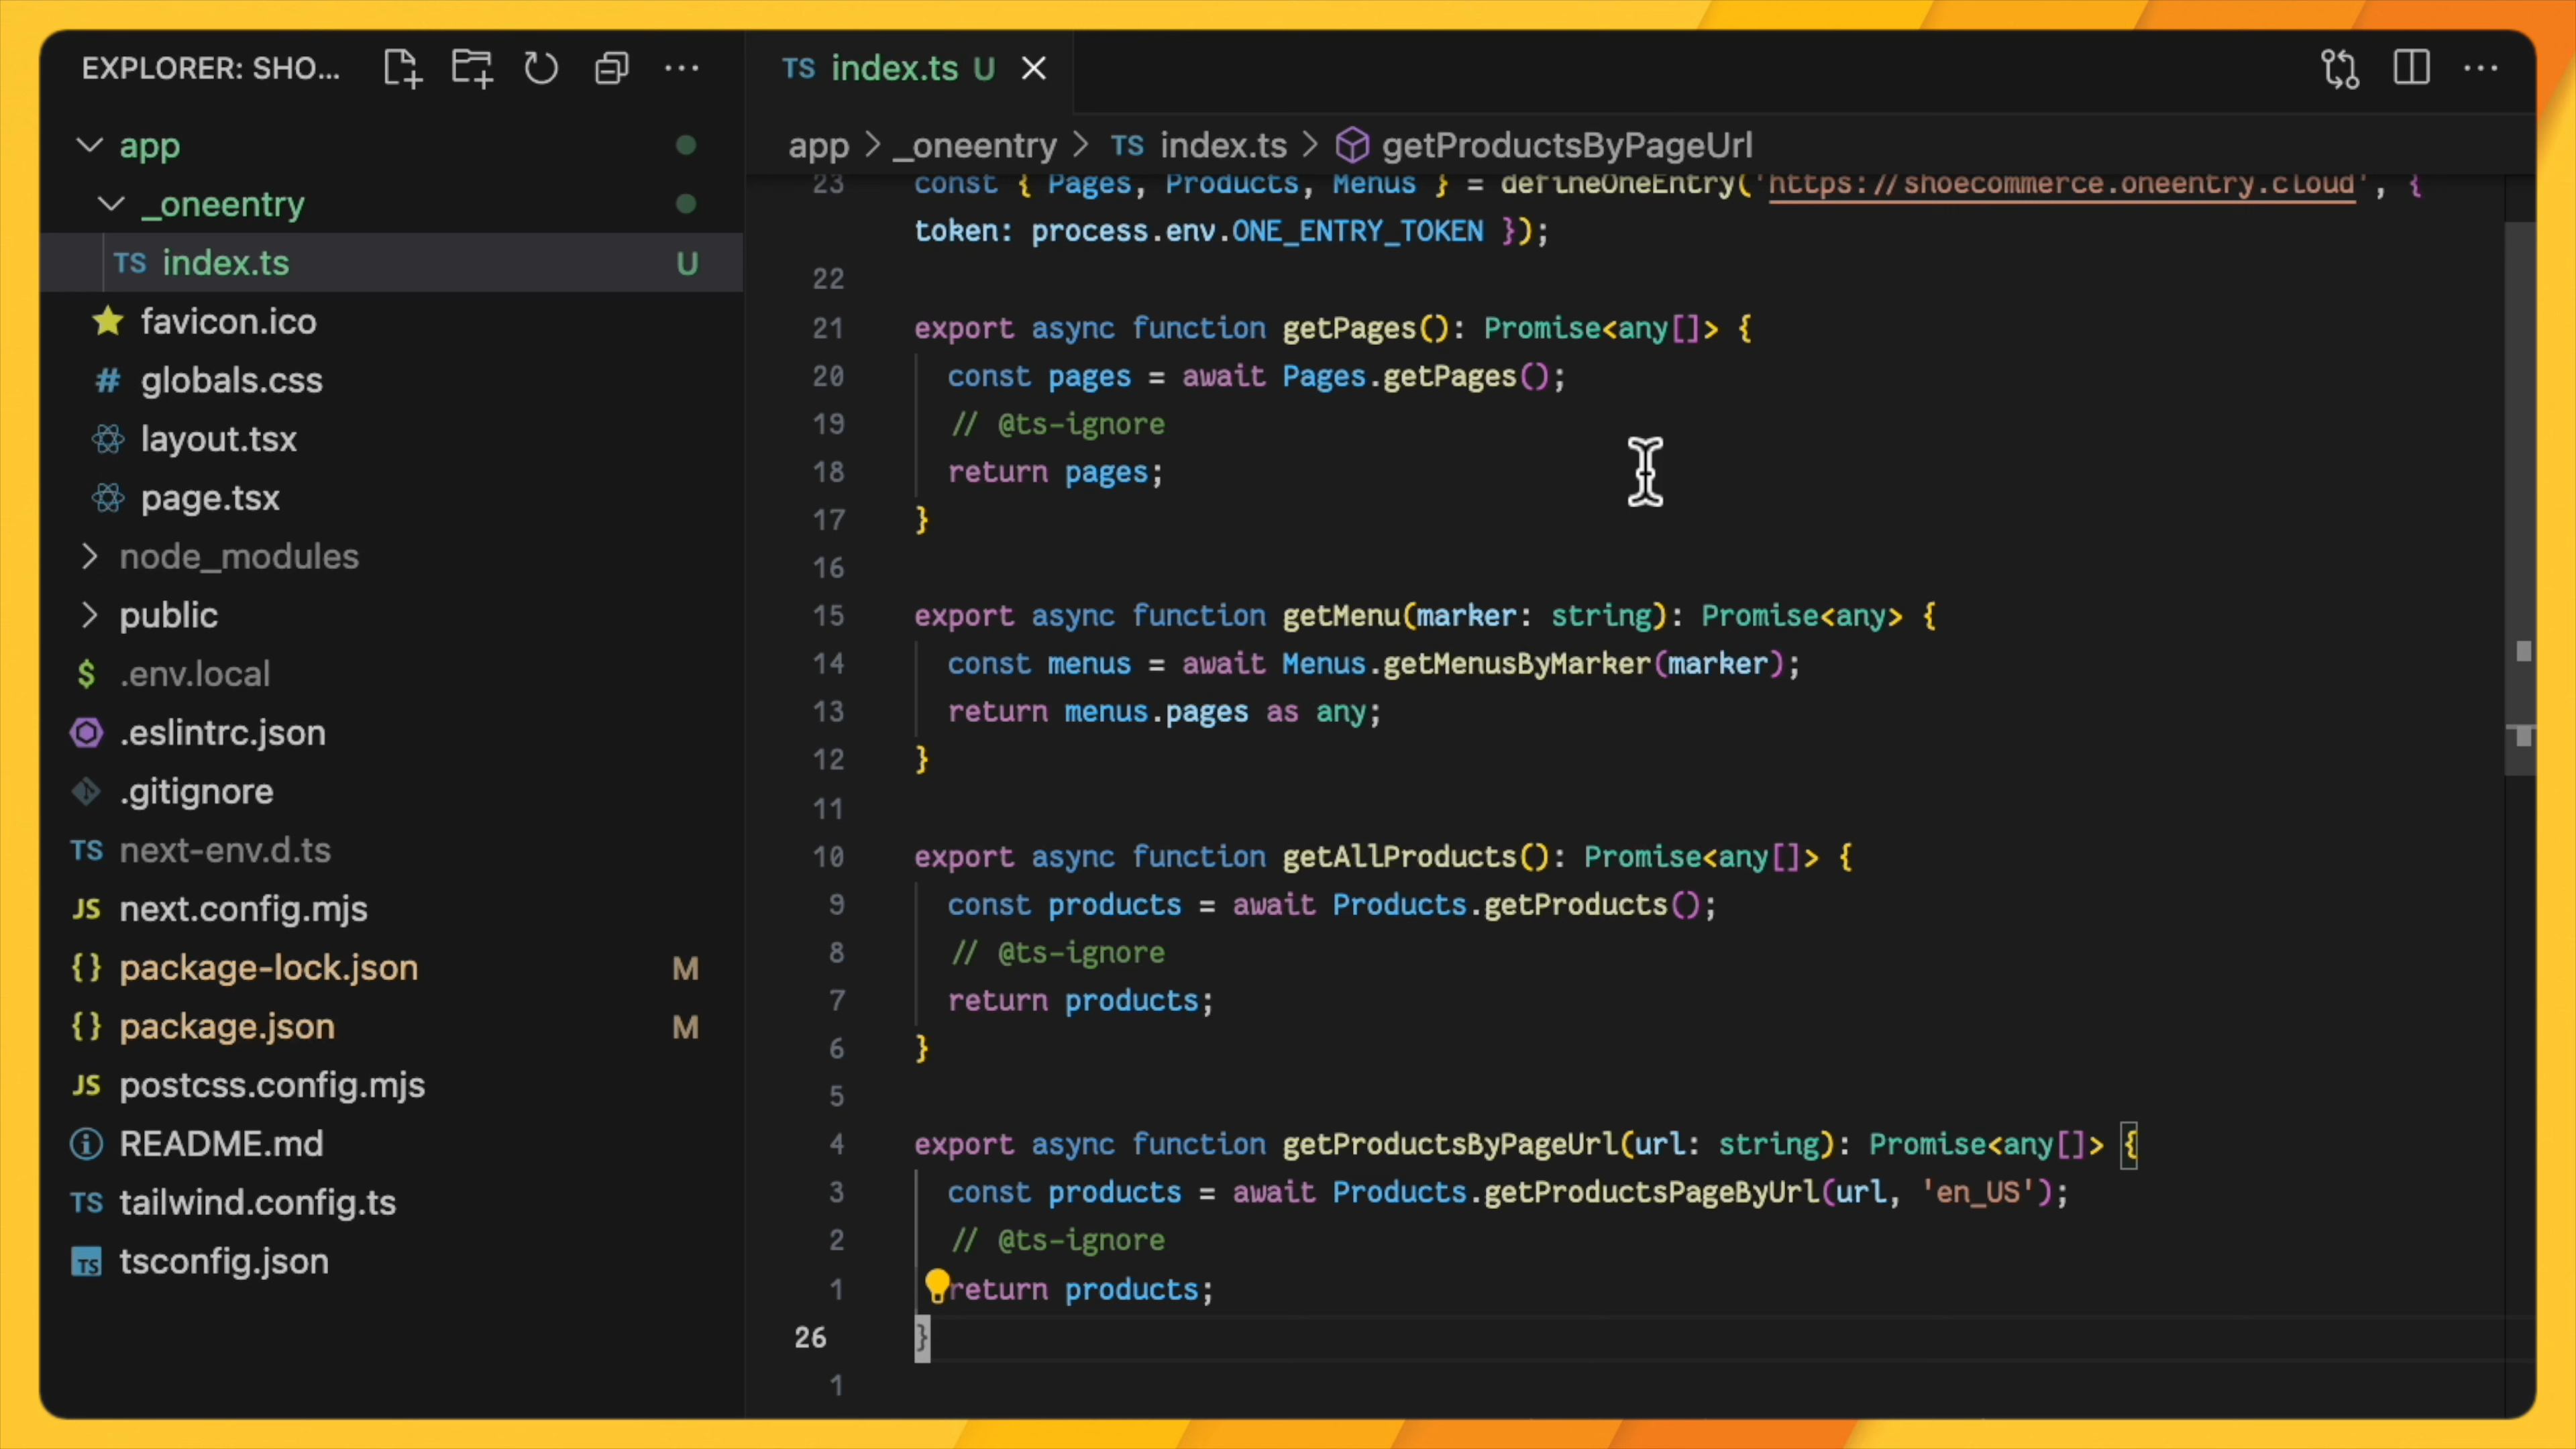 EXPLORER: SHO...
app
_oneentry
TS index.ts U
favicon.ico
# globals.css
layout.tsx
page.tsx
node_modules
public
$ .env.local
.eslintrc.json
.gitignore
TS next-env.d.ts
JS next.config.mjs
{} package-lock.json M
{} package.json M
JS postcss.config.mjs
README.md
TS tailwind.config.ts
TS tsconfig.json
TS index.ts U
app > _oneentry > TS index.ts > getProductsByPageUrl
23 const { Pages, Products, Menus } = defineOneEntry('https://shoecommerce.oneentry.cloud', {
token: process.env.ONE_ENTRY_TOKEN });
22
21 export async function getPages(): Promise<any[]> {
20 const pages = await Pages.getPages();
19 // @ts-ignore
18 return pages;
17 }
16
15 export async function getMenu(marker: string): Promise<any> {
14 const menus = await Menus.getMenusByMarker(marker);
13 return menus.pages as any;
12 }
11
10 export async function getAllProducts(): Promise<any[]> {
9 const products = await Products.getProducts();
8 // @ts-ignore
7 return products;
6 }
5
4 export async function getProductsByPageUrl(url: string): Promise<any[]> {
3 const products = await Products.getProductsPageByUrl(url, 'en_US');
2 // @ts-ignore
1 return products;
26 }
1